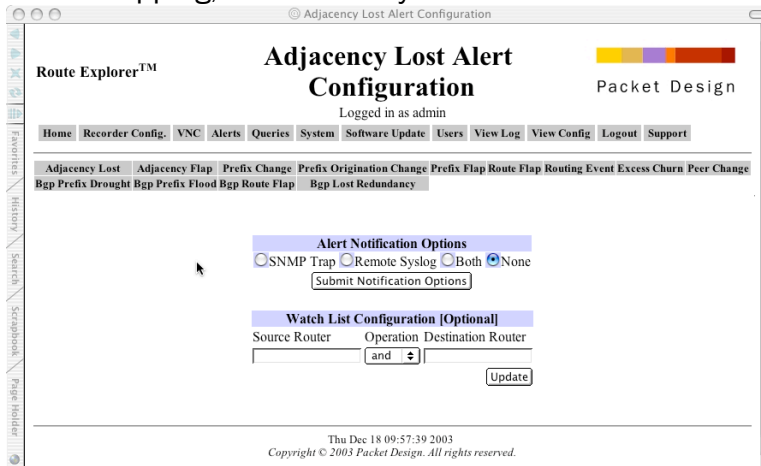 Adjacency Lost Alert Configuration
Route Explorer™
Adjacency Lost Alert
Configuration
Logged in as admin
Packet Design
Home Recorder Config. VNC Alerts Queries System Software Update Users View Log View Config Logout Support
Adjacency Lost Adjacency Flap Prefix Change Prefix Origination Change Prefix Flap Route Flap Routing Event Excess Churn Peer Change
Bgp Prefix Drought Bgp Prefix Flood Bgp Route Flap Bgp Lost Redundancy
Favorites
History
Search
Scrapbook
Page Holder
Alert Notification Options
SNMP Trap Remote Syslog Both None
Submit Notification Options
Watch List Configuration [Optional]
Source Router Operation Destination Router
and
Update
Thu Dec 18 09:57:39 2003
Copyright © 2003 Packet Design. All rights reserved.